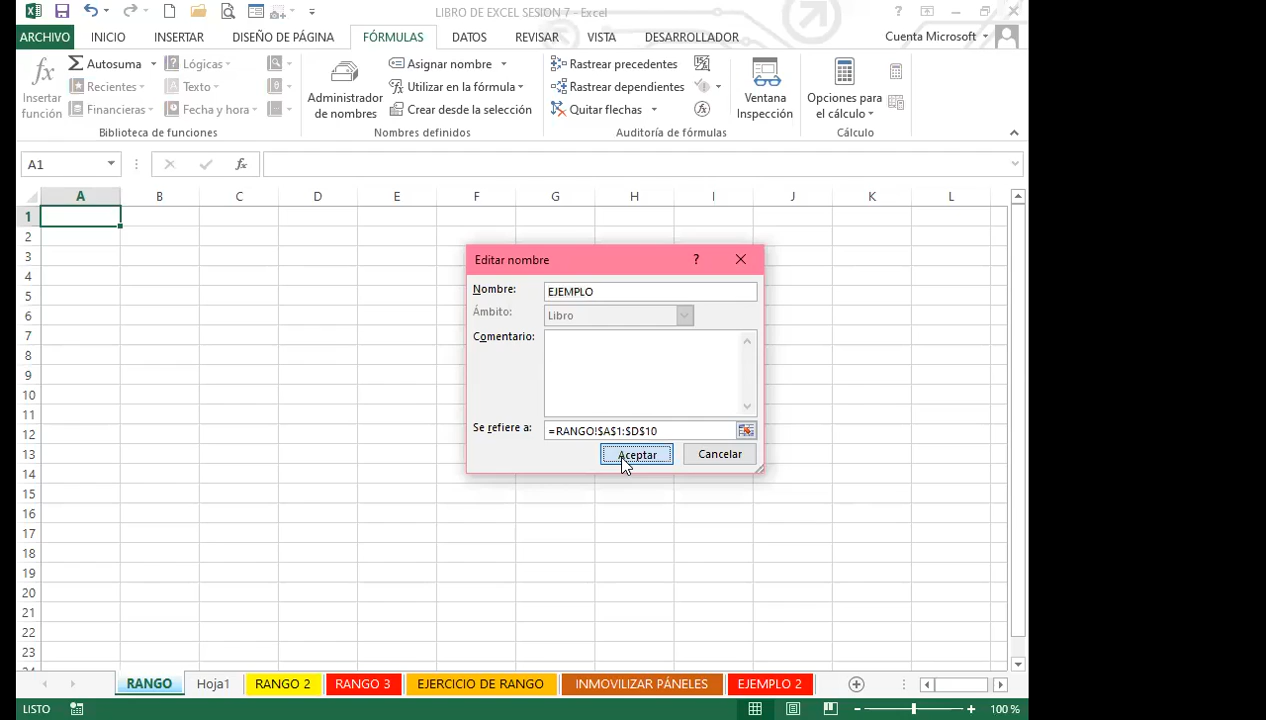 LIBRO DE EXCEL SESION 7 - Excel
ARCHIVO INICIO INSERTAR DISEÑO DE PÁGINA FÓRMULAS DATOS REVISAR VISTA DESARROLLADOR Cuenta Microsoft
Insertar función
Autosuma
Recientes
Financieras
Lógicas
Texto
Fecha y hora
Biblioteca de funciones
Administrador de nombres
Asignar nombre
Utilizar en la fórmula
Crear desde la selección
Nombres definidos
Rastrear precedentes
Rastrear dependientes
Quitar flechas
Auditoría de fórmulas
Ventana Inspección
Opciones para el cálculo
Cálculo
A1
fx
A B C D E F G H I J K L
1
2
3
4
5
6
7
8
9
10
11
12
13
14
15
16
17
18
19
20
21
22
23
24
Editar nombre ?
Nombre: EJEMPLO
Ámbito: Libro
Comentario:
Se refiere a: =RANGO!$A$1:$D$10
Aceptar Cancelar
RANGO Hoja1 RANGO 2 RANGO 3 EJERCICIO DE RANGO INMOVILIZAR PÁNELES EJEMPLO 2
LISTO 100 %